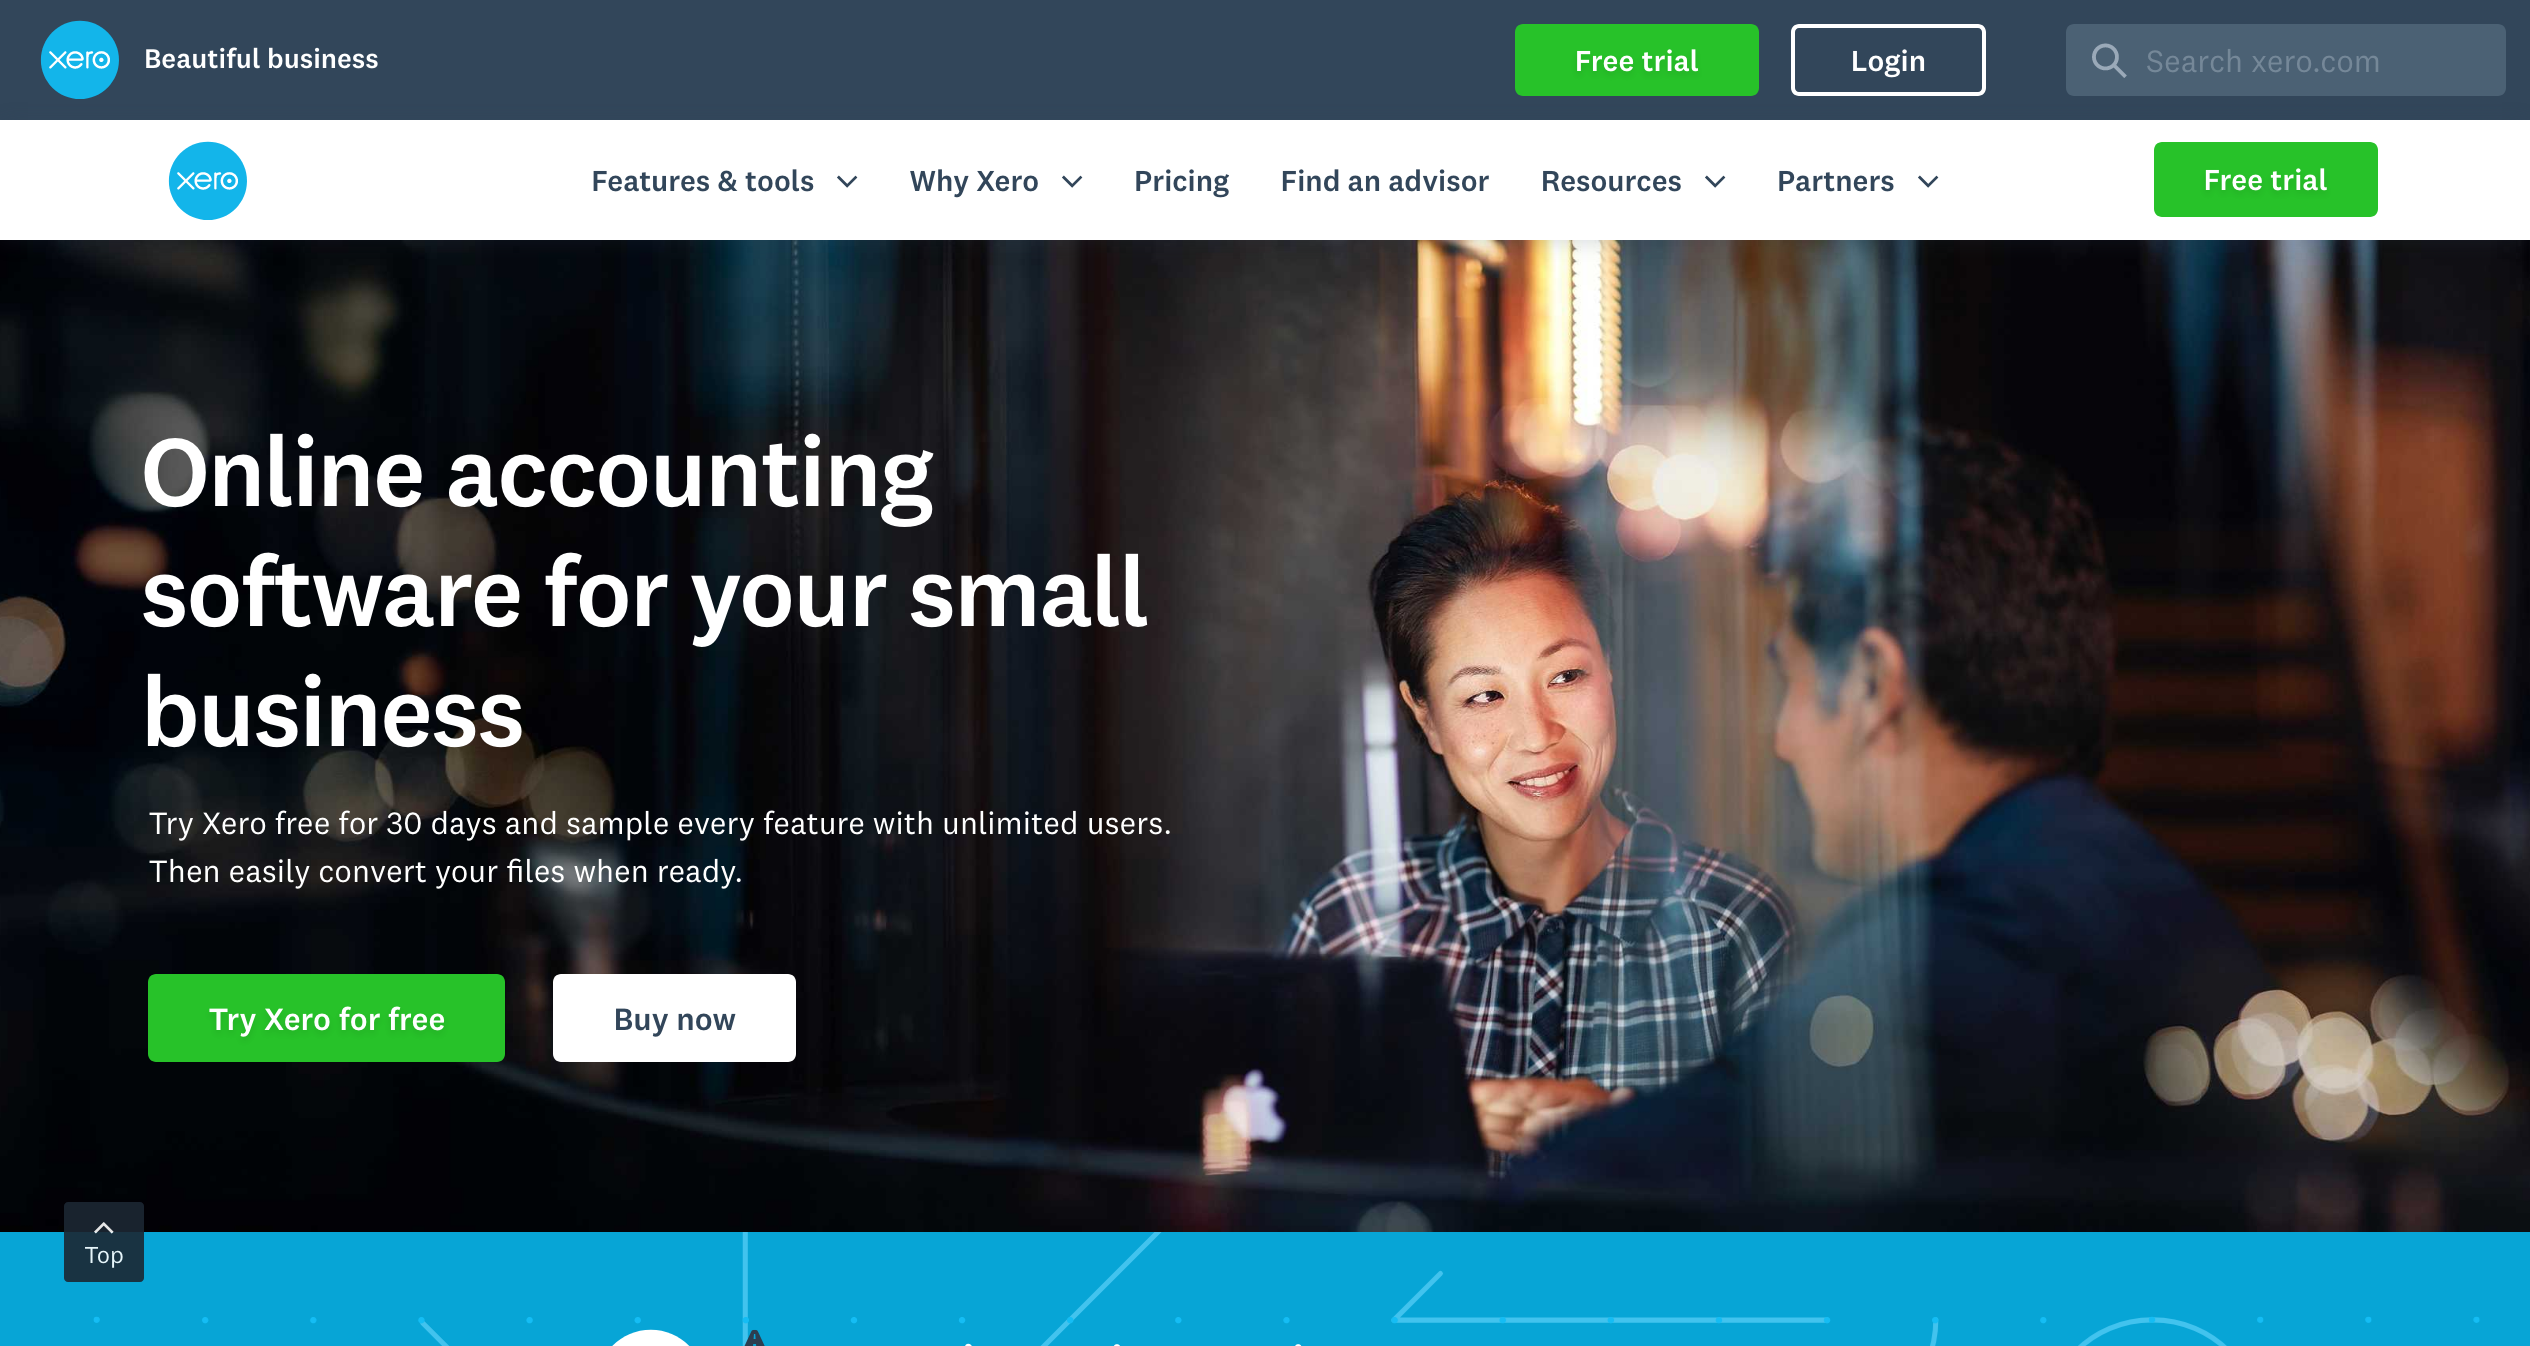 xero
Beautiful business
Free trial
Login
Search xero.com
xero
Features & tools
Why Xero
Pricing
Find an advisor
Resources
Partners
Free trial
Online accounting
software for your small
business
Try Xero free for 30 days and sample every feature with unlimited users.
Then easily convert your files when ready.
Try Xero for free
Buy now
Top